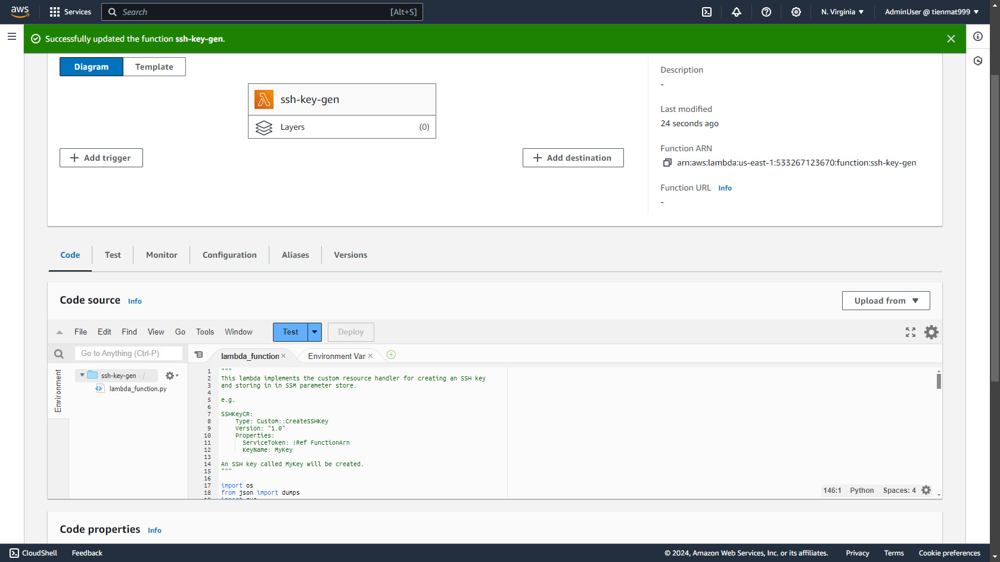 aws
Services
Search
[Alt+S]
N. Virginia
AdminUser @ tienmat999
Successfully updated the function ssh-key-gen.
Diagram
Template
ssh-key-gen
Layers
(0)
Add trigger
Add destination
Description
-
Last modified
24 seconds ago
Function ARN
arn:aws:lambda:us-east-1:533267123670:function:ssh-key-gen
Function URL Info
-
Code
Test
Monitor
Configuration
Aliases
Versions
Code source Info
Upload from
File Edit Find View Go Tools Window
Test
Deploy
Go to Anything (Ctrl-P)
lambda_function
Environment Vari
Environment
ssh-key-gen - /
lambda_function.py
1 """
2 This lambda implements the custom resource handler for creating an SSH key
3 and storing in in SSM parameter store.
4
5 e.g.
6
7 SSHKeyCR:
8 Type: Custom::CreateSSHKey
9 Version: "1.0"
10 Properties:
11 ServiceToken: !Ref FunctionArn
12 KeyName: MyKey
13
14 An SSH key called MyKey will be created.
15 """
16
17 import os
18 from json import dumps
146:1 Python Spaces: 4
Code properties Info
CloudShell
Feedback
© 2024, Amazon Web Services, Inc. or its affiliates.
Privacy
Terms
Cookie preferences